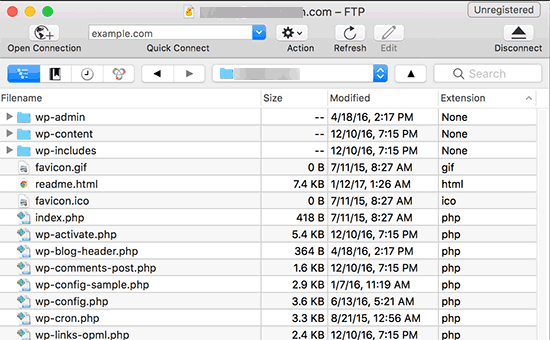 .com – FTP
Unregistered
example.com
Open Connection Quick Connect Action Refresh Edit Disconnect
Search
Filename Size Modified Extension
wp-admin -- 4/18/16, 2:17 PM None
wp-content -- 12/10/16, 7:15 PM None
wp-includes -- 12/10/16, 7:15 PM None
favicon.gif 0 B 7/11/15, 8:27 AM gif
readme.html 7.4 KB 1/12/17, 1:26 AM html
favicon.ico 0 B 7/11/15, 8:27 AM ico
index.php 418 B 7/11/15, 8:27 AM php
wp-activate.php 5.4 KB 12/10/16, 7:15 PM php
wp-blog-header.php 364 B 4/18/16, 2:17 PM php
wp-comments-post.php 1.6 KB 12/10/16, 7:15 PM php
wp-config-sample.php 2.9 KB 1/7/16, 11:19 AM php
wp-config.php 3.6 KB 6/13/16, 5:21 AM php
wp-cron.php 3.3 KB 8/21/15, 12:56 AM php
wp-links-opml.php 2.4 KB 12/10/16, 7:15 PM php